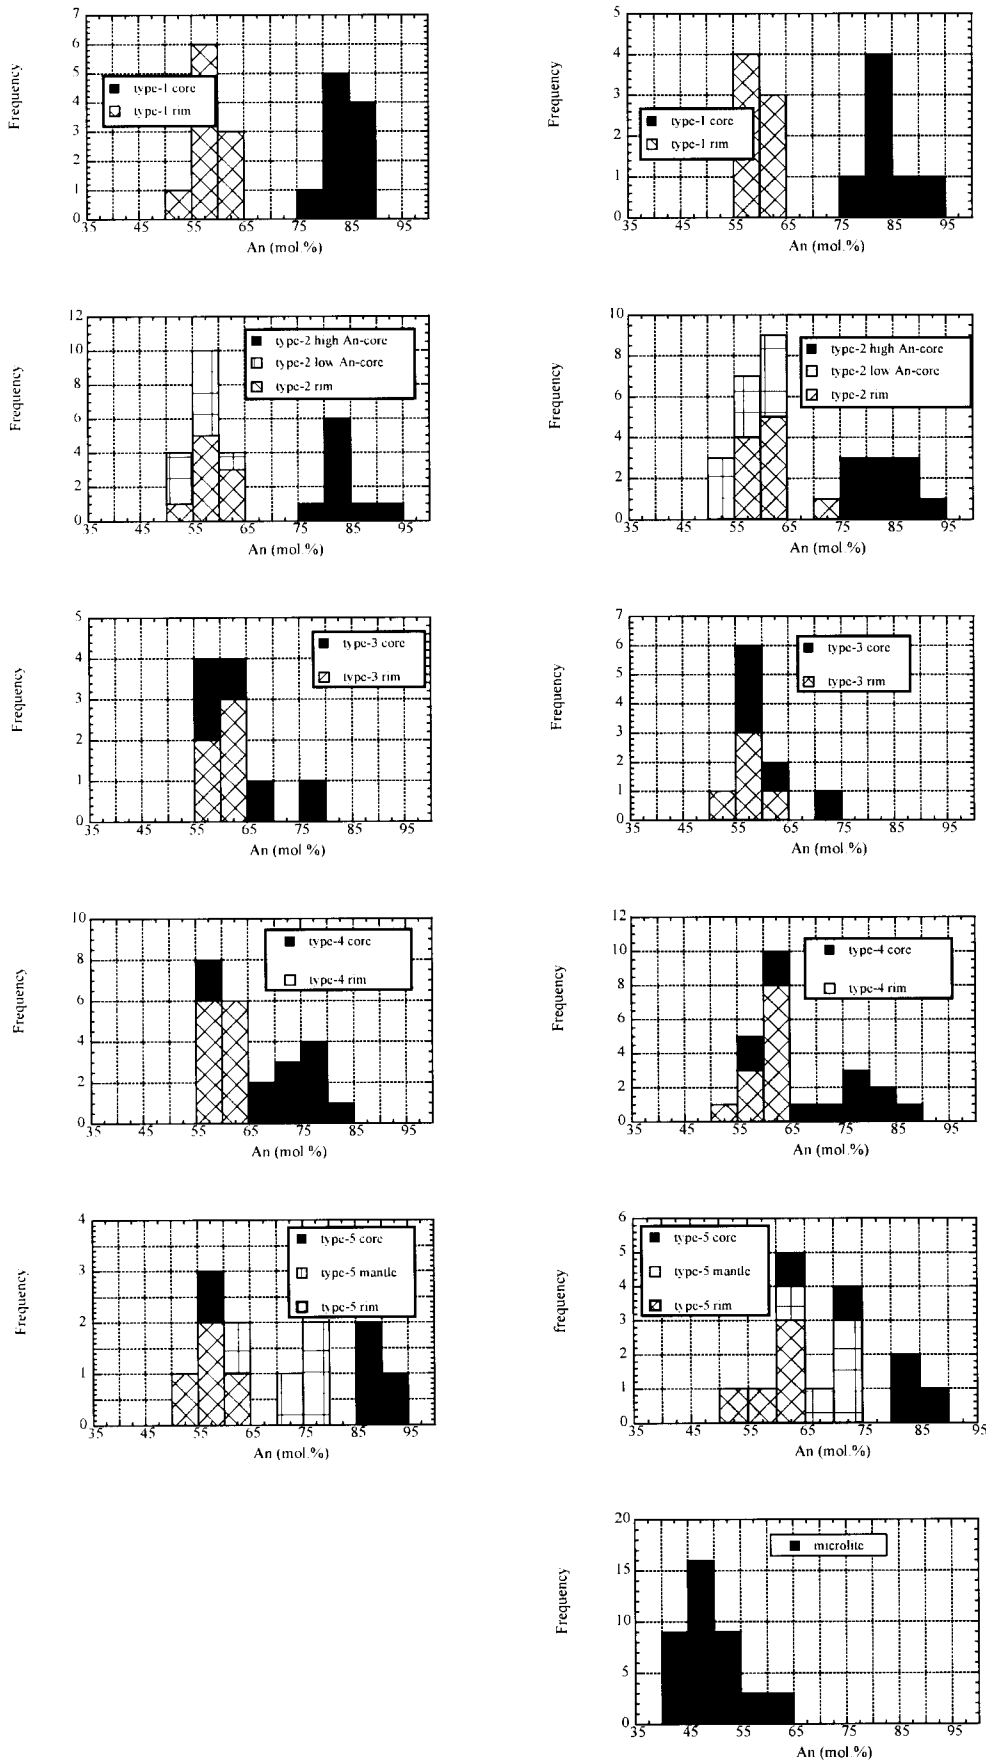 7
6
5
4
3
2
1
0
Frequency
type-1 core
type-1 rim
35 45 55 65 75 85 95
An (mol.%)
5
4
3
2
1
0
Frequency
type-1 core
type-1 rim
35 45 55 65 75 85 95
An (mol.%)
12
10
8
6
4
2
0
Frequency
type-2 high An-core
type-2 low An-core
type-2 rim
35 45 55 65 75 85 95
An (mol.%)
10
8
6
4
2
0
Frequency
type-2 high An-core
type-2 low An-core
type-2 rim
35 45 55 65 75 85 95
An (mol.%)
5
4
3
2
1
0
Frequency
type-3 core
type-3 rim
35 45 55 65 75 85 95
An (mol.%)
7
6
5
4
3
2
1
0
Frequency
type-3 core
type-3 rim
35 45 55 65 75 85 95
An (mol.%)
10
8
6
4
2
0
Frequency
type-4 core
type-4 rim
35 45 55 65 75 85 95
An (mol.%)
12
10
8
6
4
2
0
Frequency
type-4 core
type-4 rim
35 45 55 65 75 85 95
An (mol.%)
4
3
2
1
0
Frequency
type-5 core
type-5 mantle
type-5 rim
35 45 55 65 75 85 95
An (mol.%)
6
5
4
3
2
1
0
frequency
type-5 core
type-5 mantle
type-5 rim
35 45 55 65 75 85 95
An (mol.%)
20
15
10
5
0
Frequency
microlite
35 45 55 65 75 85 95
An (mol.%)